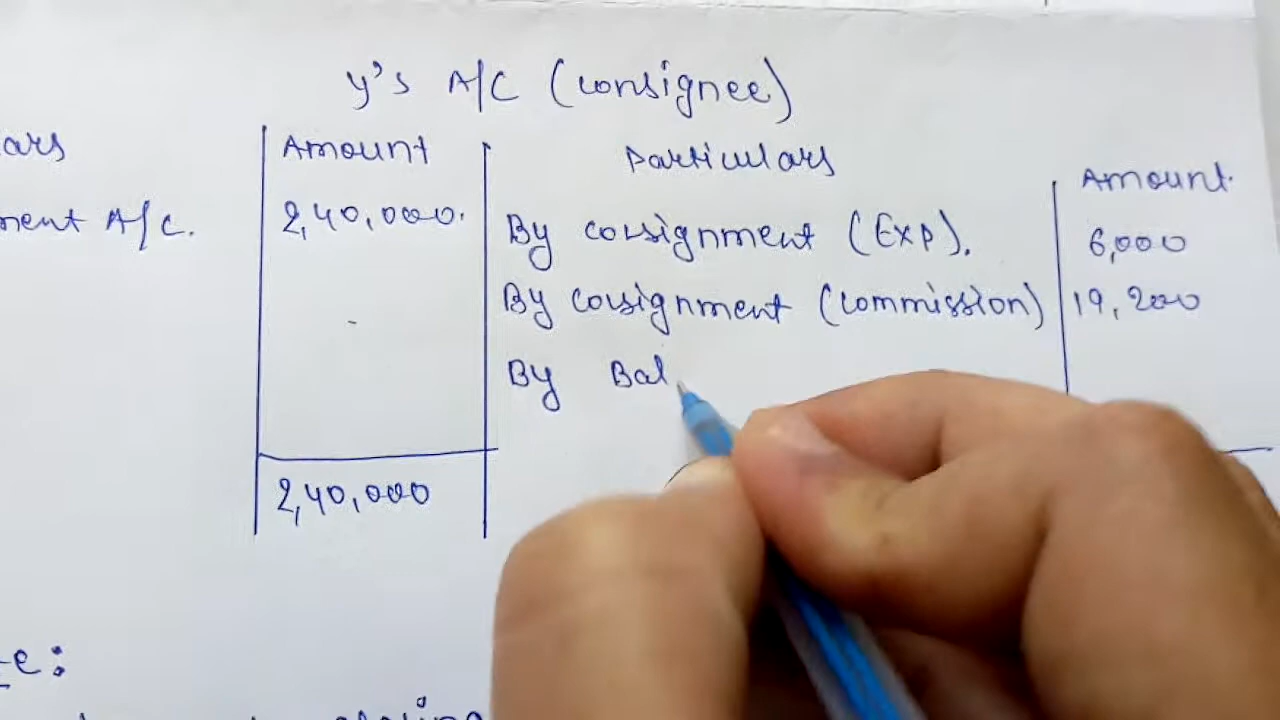 Y's A/C (consignee)
ars Amount Particulars Amount.
ment A/C. 2,40,000. By consignment (Exp). 6,000
By consignment (commission) 19,200
By Bal
2,40,000
e: